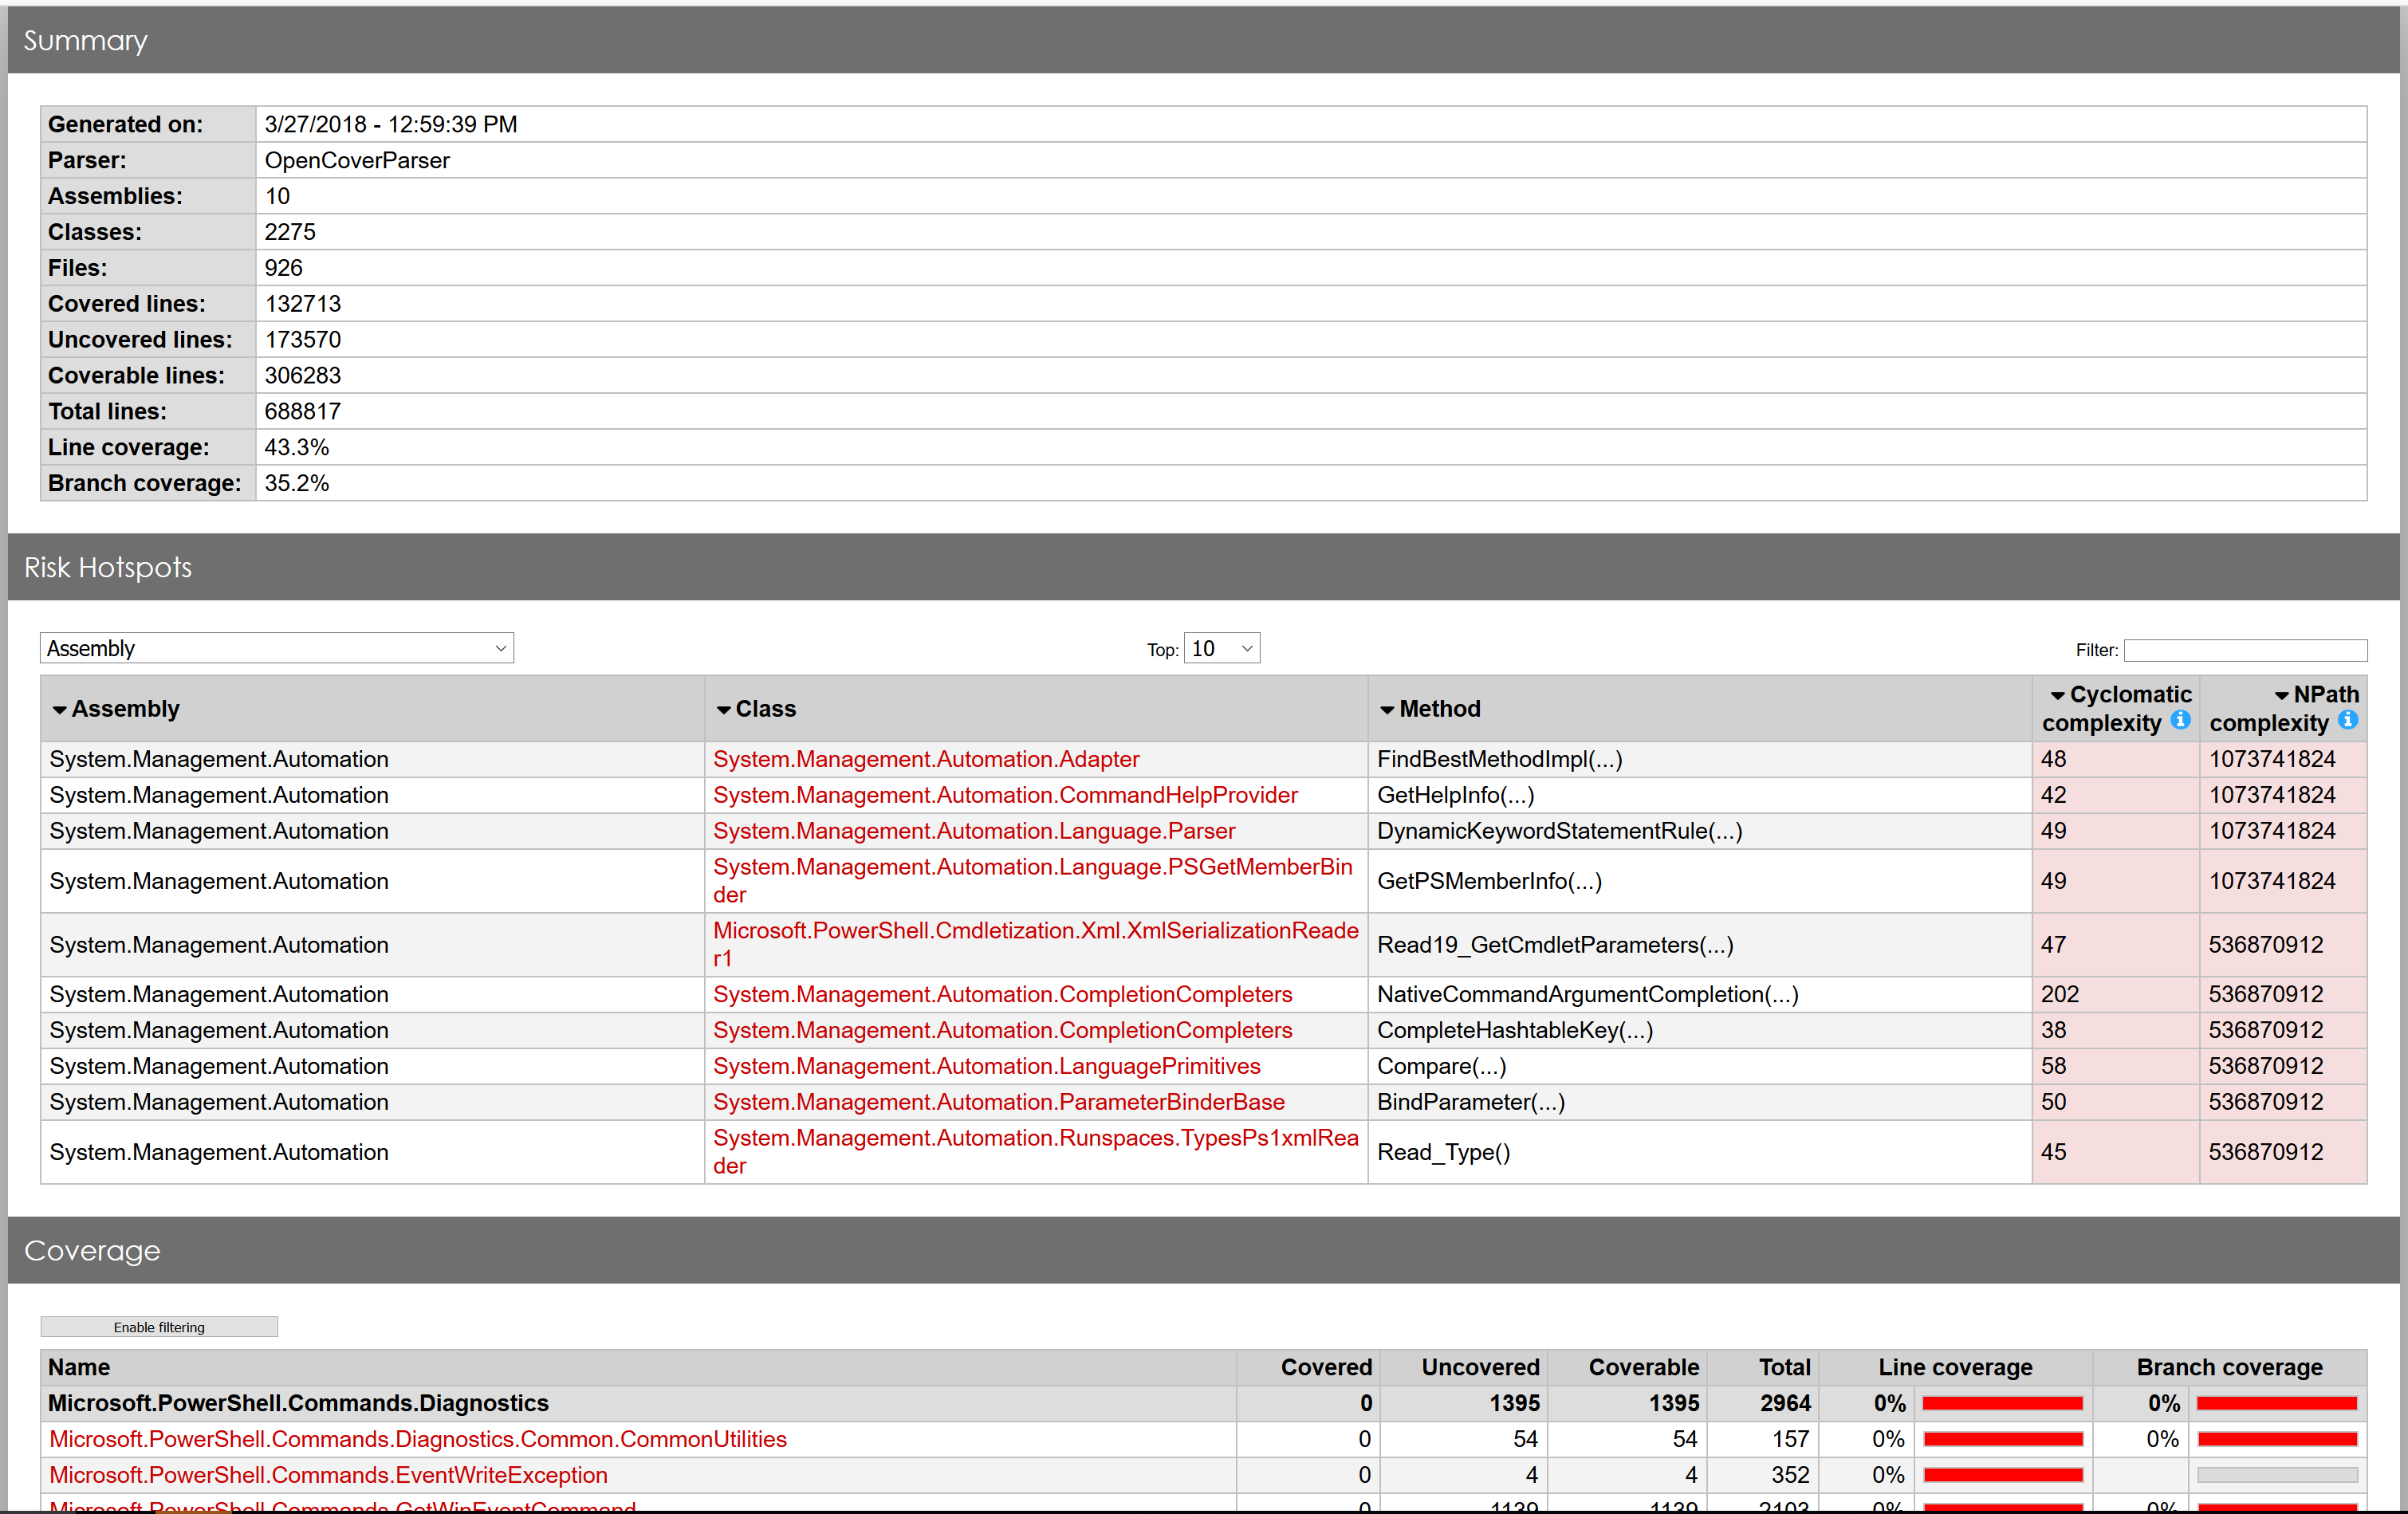 Summary
Generated on: 3/27/2018 - 12:59:39 PM
Parser: OpenCoverParser
Assemblies: 10
Classes: 2275
Files: 926
Covered lines: 132713
Uncovered lines: 173570
Coverable lines: 306283
Total lines: 688817
Line coverage: 43.3%
Branch coverage: 35.2%
Risk Hotspots
Assembly Top: 10 Filter:
Assembly Class Method Cyclomatic complexity NPath complexity
System.Management.Automation System.Management.Automation.Adapter FindBestMethodImpl(...) 48 1073741824
System.Management.Automation System.Management.Automation.CommandHelpProvider GetHelpInfo(...) 42 1073741824
System.Management.Automation System.Management.Automation.Language.Parser DynamicKeywordStatementRule(...) 49 1073741824
System.Management.Automation System.Management.Automation.Language.PSGetMemberBinder GetPSMemberInfo(...) 49 1073741824
System.Management.Automation Microsoft.PowerShell.Cmdletization.Xml.XmlSerializationReader1 Read19_GetCmdletParameters(...) 47 536870912
System.Management.Automation System.Management.Automation.CompletionCompleters NativeCommandArgumentCompletion(...) 202 536870912
System.Management.Automation System.Management.Automation.CompletionCompleters CompleteHashtableKey(...) 38 536870912
System.Management.Automation System.Management.Automation.LanguagePrimitives Compare(...) 58 536870912
System.Management.Automation System.Management.Automation.ParameterBinderBase BindParameter(...) 50 536870912
System.Management.Automation System.Management.Automation.Runspaces.TypesPs1xmlReader Read_Type() 45 536870912
Coverage
Enable filtering
Name Covered Uncovered Coverable Total Line coverage Branch coverage
Microsoft.PowerShell.Commands.Diagnostics 0 1395 1395 2964 0% 0%
Microsoft.PowerShell.Commands.Diagnostics.Common.CommonUtilities 0 54 54 157 0% 0%
Microsoft.PowerShell.Commands.EventWriteException 0 4 4 352 0%
Microsoft.PowerShell.Commands.GetWinEventCommand 0 1139 1139 2103 0% 0%